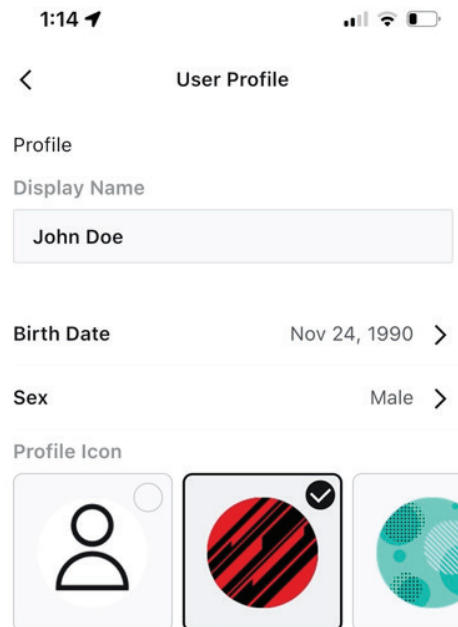 1:14
User Profile
Profile
Display Name
John Doe
Birth Date Nov 24, 1990
Sex Male
Profile Icon